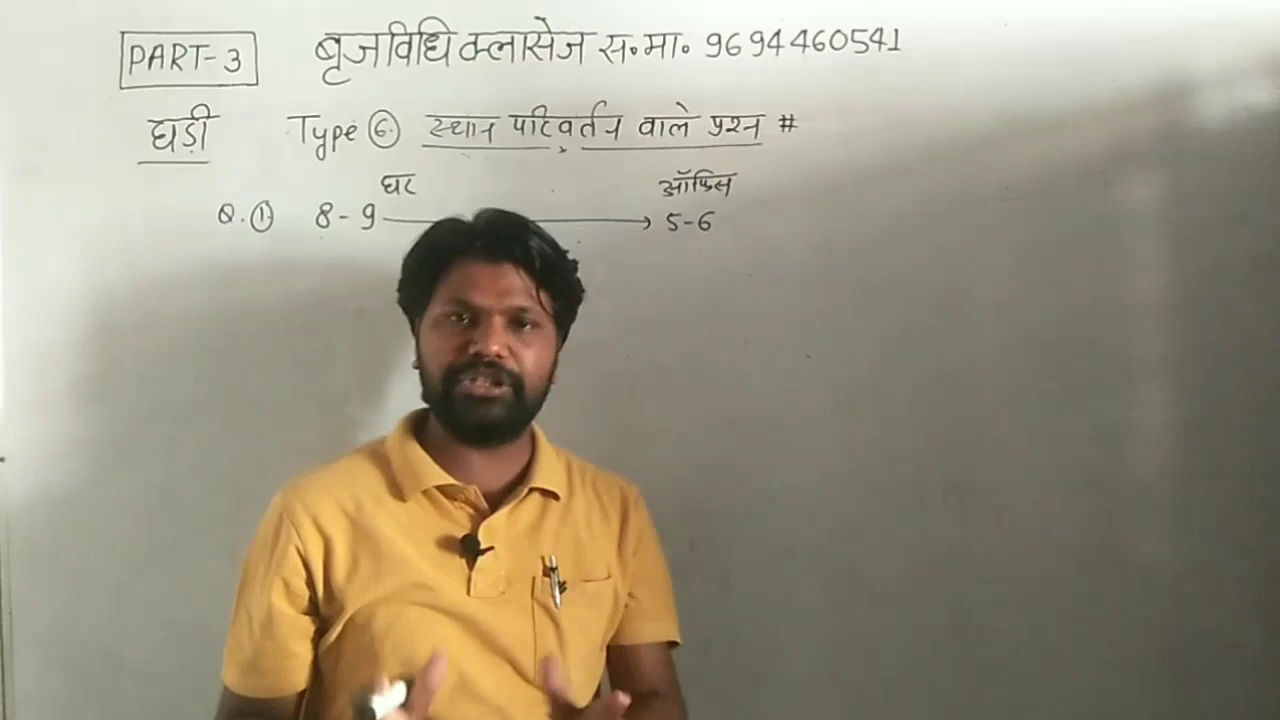 PART-3 बृजविधि क्लासेज स॰मा॰ 9694460541
घड़ी Type 6. स्थान परिवर्तन वाले प्रश्न #
घर ऑफिस
Q.1 8-9 → 5-6